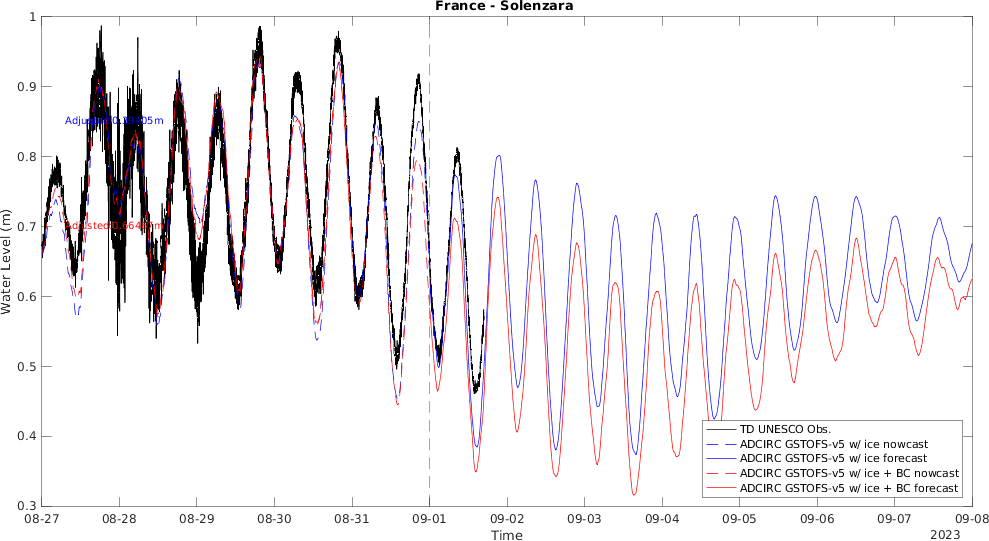 France - Solenzara
1
0.9
0.8
0.7
0.6
0.5
0.4
0.3
Water Level (m)
08-27
08-28
08-29
08-30
08-31
09-01
09-02
09-03
09-04
09-05
09-06
09-07
09-08
Time
2023
TD UNESCO Obs.
ADCIRC GSTOFS-v5 w/ ice nowcast
ADCIRC GSTOFS-v5 w/ ice forecast
ADCIRC GSTOFS-v5 w/ ice + BC nowcast
ADCIRC GSTOFS-v5 w/ ice + BC forecast